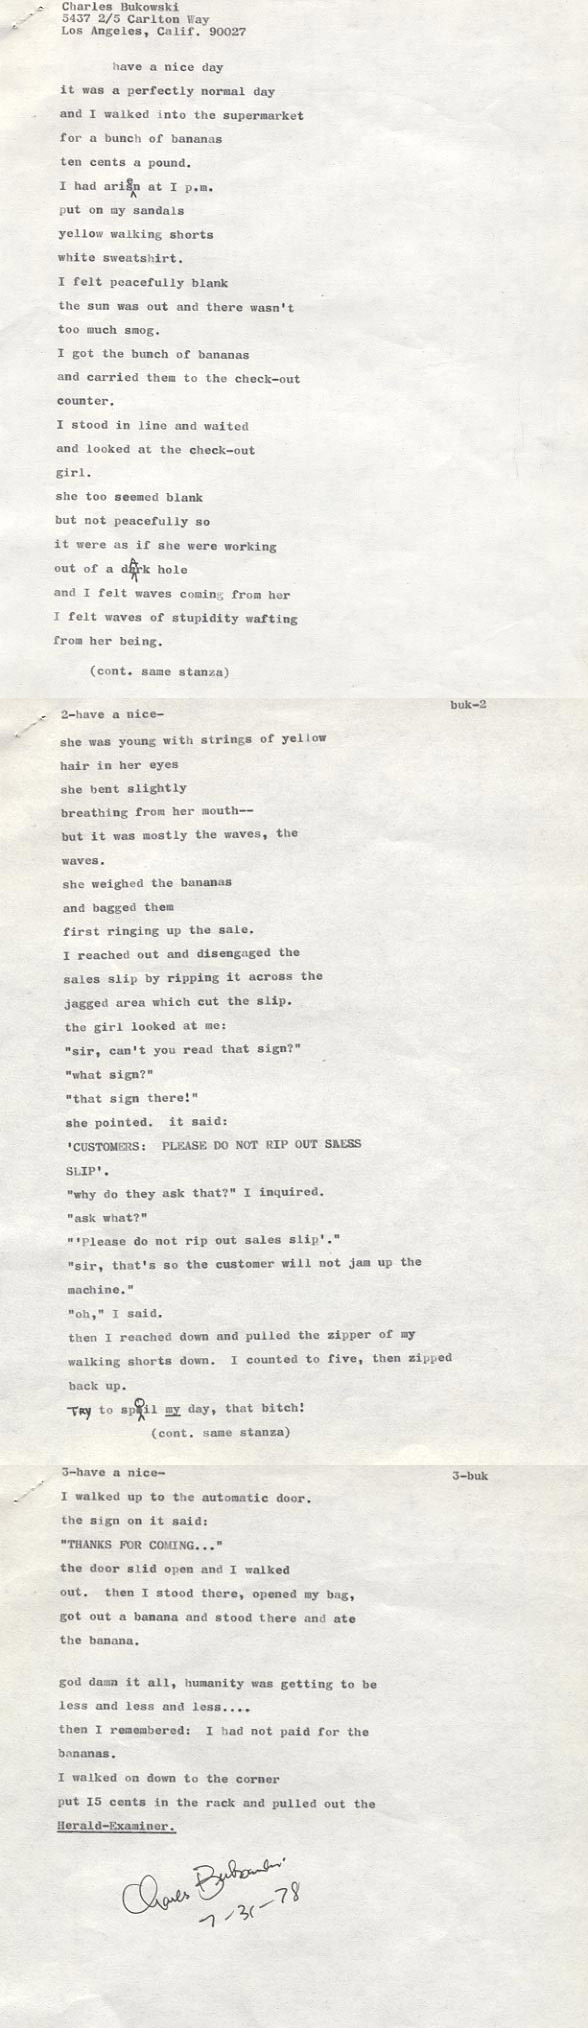 Charles Bukowski
5437 2/5 Carlton Way
Los Angeles, Calif. 90027
have a nice day
it was a perfectly normal day
and I walked into the supermarket
for a bunch of bananas
ten cents a pound.
I had arisen at I p.m.
put on my sandals
yellow walking shorts
white sweatshirt.
I felt peacefully blank
the sun was out and there wasn't
too much smog.
I got the bunch of bananas
and carried them to the check-out
counter.
I stood in line and waited
and looked at the check-out
girl.
she too seemed blank
but not peacefully so
it were as if she were working
out of a dark hole
and I felt waves coming from her
I felt waves of stupidity wafting
from her being.
(cont. same stanza)
buk-2
2-have a nice-
she was young with strings of yellow
hair in her eyes
she bent slightly
breathing from her mouth--
but it was mostly the waves, the
waves.
she weighed the bananas
and bagged them
first ringing up the sale.
I reached out and disengaged the
sales slip by ripping it across the
jagged area which cut the slip.
the girl looked at me:
"sir, can't you read that sign?"
"what sign?"
"that sign there!"
she pointed.  it said:
'CUSTOMERS:  PLEASE DO NOT RIP OUT SAESS
SLIP'.
"why do they ask that?" I inquired.
"ask what?"
"'Please do not rip out sales slip'."
"sir, that's so the customer will not jam up the
machine."
"oh," I said.
then I reached down and pulled the zipper of my
walking shorts down.  I counted to five, then zipped
back up.
TRY to spoil my day, that bitch!
(cont. same stanza)
3-have a nice-
3-buk
I walked up to the automatic door.
the sign on it said:
"THANKS FOR COMING..."
the door slid open and I walked
out.  then I stood there, opened my bag,
got out a banana and stood there and ate
the banana.
god damn it all, humanity was getting to be
less and less and less....
then I remembered:  I had not paid for the
bananas.
I walked on down to the corner
put I5 cents in the rack and pulled out the
Herald-Examiner.
Charles Bukowski
7-31-78